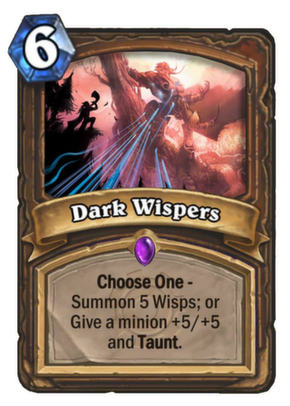 6
Dark Wispers
Choose One -
Summon 5 Wisps; or
Give a minion +5/+5
and Taunt.